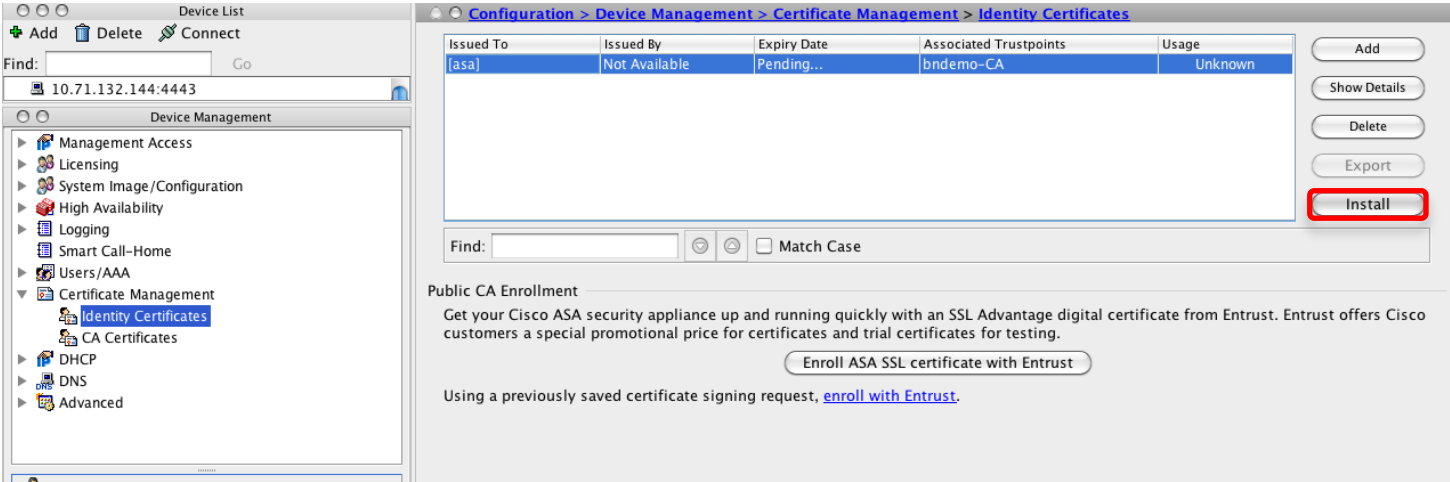 Device List
Add Delete Connect
Find: Go
10.71.132.144:4443
Device Management
Management Access
Licensing
System Image/Configuration
High Availability
Logging
Smart Call-Home
Users/AAA
Certificate Management
Identity Certificates
CA Certificates
DHCP
DNS
DNS
Advanced
Configuration > Device Management > Certificate Management > Identity Certificates
Issued To Issued By Expiry Date Associated Trustpoints Usage
[asa] Not Available Pending... bndemo-CA Unknown
Add
Show Details
Delete
Export
Install
Find: Match Case
Public CA Enrollment
Get your Cisco ASA security appliance up and running quickly with an SSL Advantage digital certificate from Entrust. Entrust offers Cisco
customers a special promotional price for certificates and trial certificates for testing.
Enroll ASA SSL certificate with Entrust
Using a previously saved certificate signing request, enroll with Entrust.